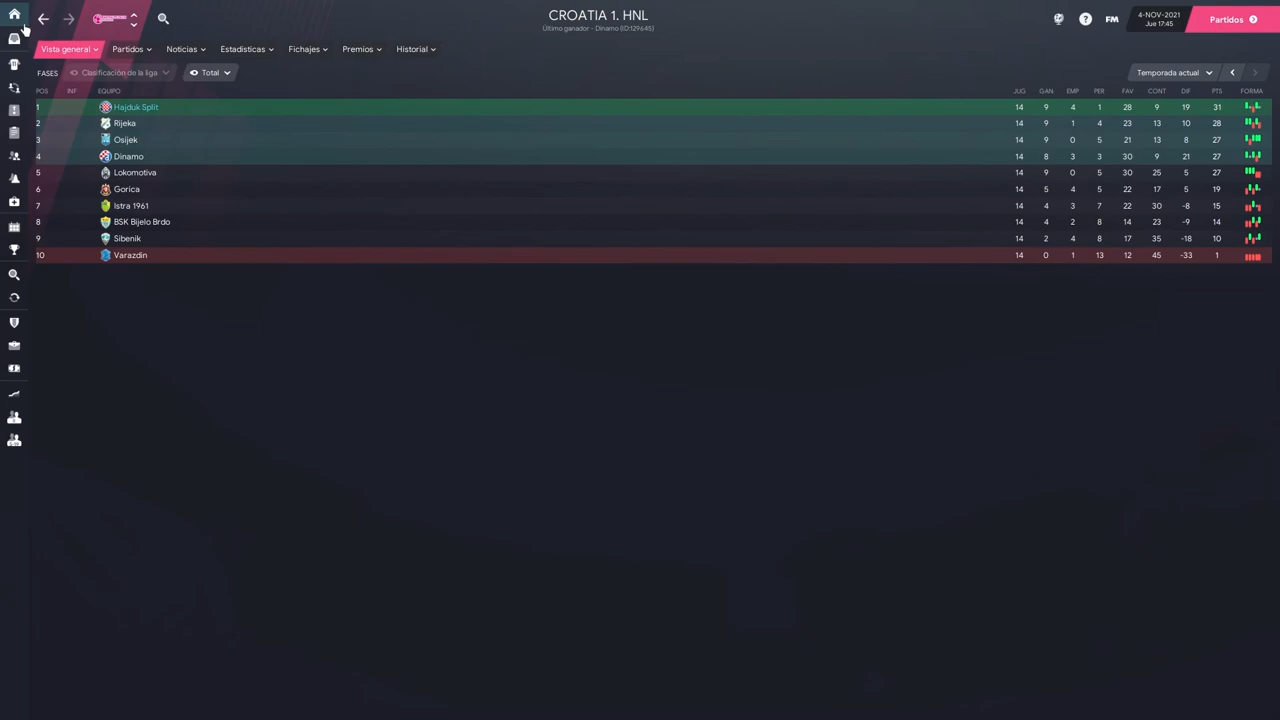 CROATIA 1. HNL
Último ganador - Dinamo (ID:129645)
FM
4-NOV-2021
Jue 17:45
Partidos
Vista general Partidos Noticias Estadísticas Fichajes Premios Historial
FASES Clasificación de la liga Total Temporada actual
POS INF EQUIPO JUG GAN EMP PER FAV CONT DIF PTS FORMA
1 Hajduk Split 14 9 4 1 28 9 19 31
2 Rijeka 14 9 1 4 23 13 10 28
3 Osijek 14 9 0 5 21 13 8 27
4 Dinamo 14 8 3 3 30 9 21 27
5 Lokomotiva 14 9 0 5 30 25 5 27
6 Gorica 14 5 4 5 22 17 5 19
7 Istra 1961 14 4 3 7 22 30 -8 15
8 BSK Bijelo Brdo 14 4 2 8 14 23 -9 14
9 Sibenik 14 2 4 8 17 35 -18 10
10 Varazdin 14 0 1 13 12 45 -33 1